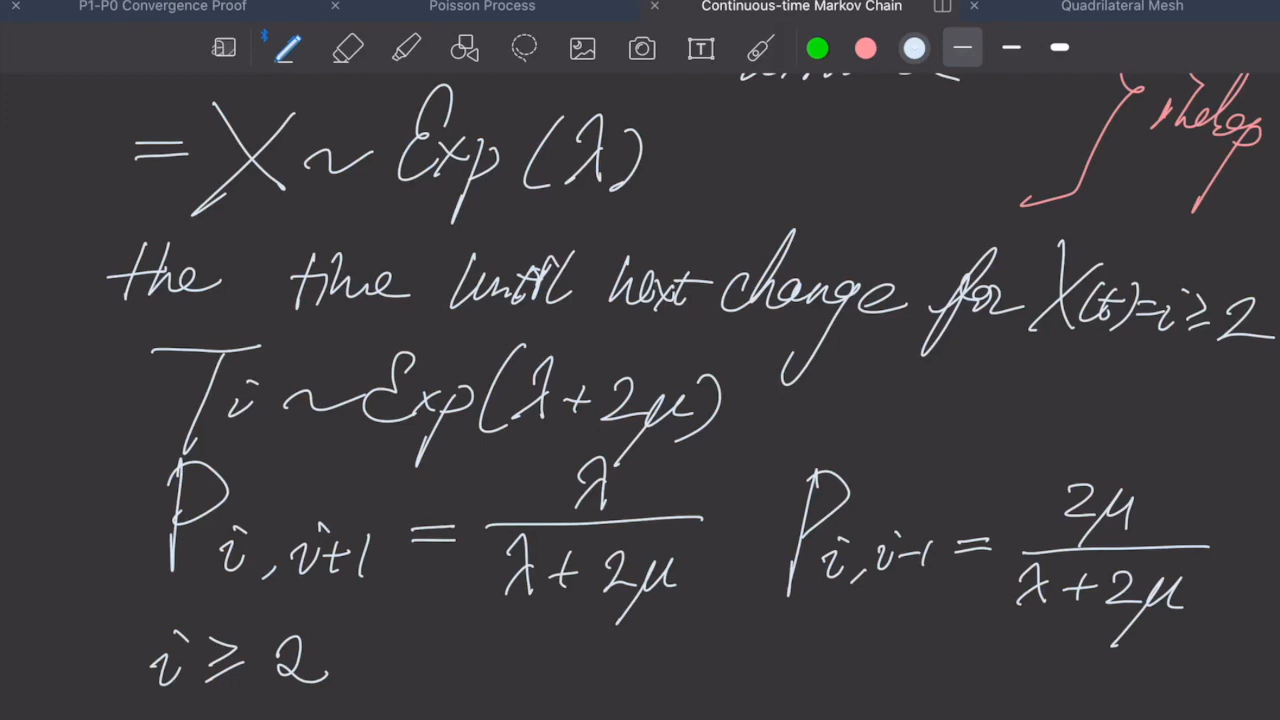 P1-P0 Convergence Proof
Poisson Process
Continuous-time Markov Chain
Quadrilateral Mesh
= X ~ Exp(λ)
the time until next change for X(t)=i≥2
Ti ~ Exp(λ+2μ)
Pi,i+1 = λ/(λ+2μ) Pi,i-1 = 2μ/(λ+2μ)
i ≥ 2